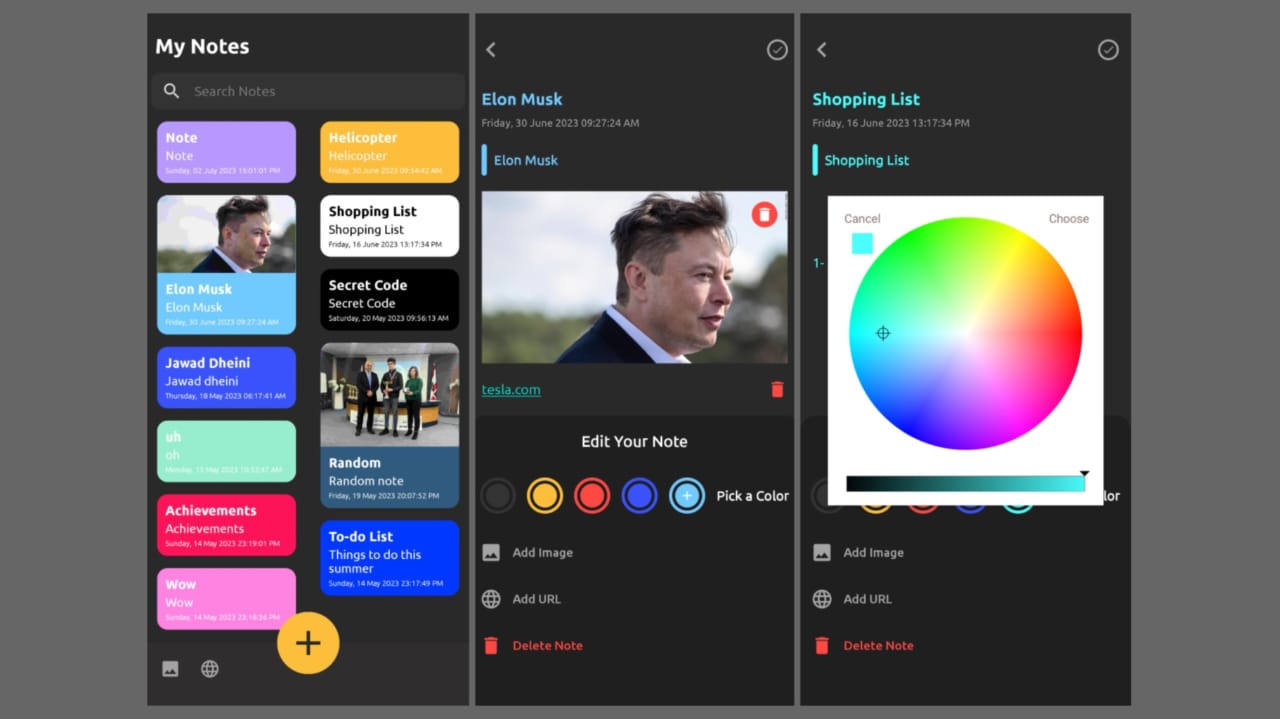 My Notes
Search Notes
Note
Note
Sunday, 02 July 2023 15:01:01 PM
Elon Musk
Elon Musk
Friday, 30 June 2023 09:27:24 AM
Jawad Dheini
Jawad dheini
Thursday, 18 May 2023 06:17:41 AM
uh
oh
Monday, 15 May 2023 10:53:47 AM
Achievements
Achievements
Sunday, 14 May 2023 23:19:01 PM
Wow
Wow
Sunday, 14 May 2023 23:18:36 PM
Helicopter
Helicopter
Friday, 30 June 2023 09:54:42 AM
Shopping List
Shopping List
Friday, 16 June 2023 13:17:34 PM
Secret Code
Secret Code
Saturday, 20 May 2023 09:56:13 AM
Random
Random note
Friday, 19 May 2023 20:07:52 PM
To-do List
Things to do this
summer
Sunday, 14 May 2023 23:17:49 PM
Elon Musk
Friday, 30 June 2023 09:27:24 AM
Elon Musk
tesla.com
Edit Your Note
Pick a Color
Add Image
Add URL
Delete Note
Shopping List
Friday, 16 June 2023 13:17:34 PM
Shopping List
Cancel
Choose
1-
lor
Add Image
Add URL
Delete Note